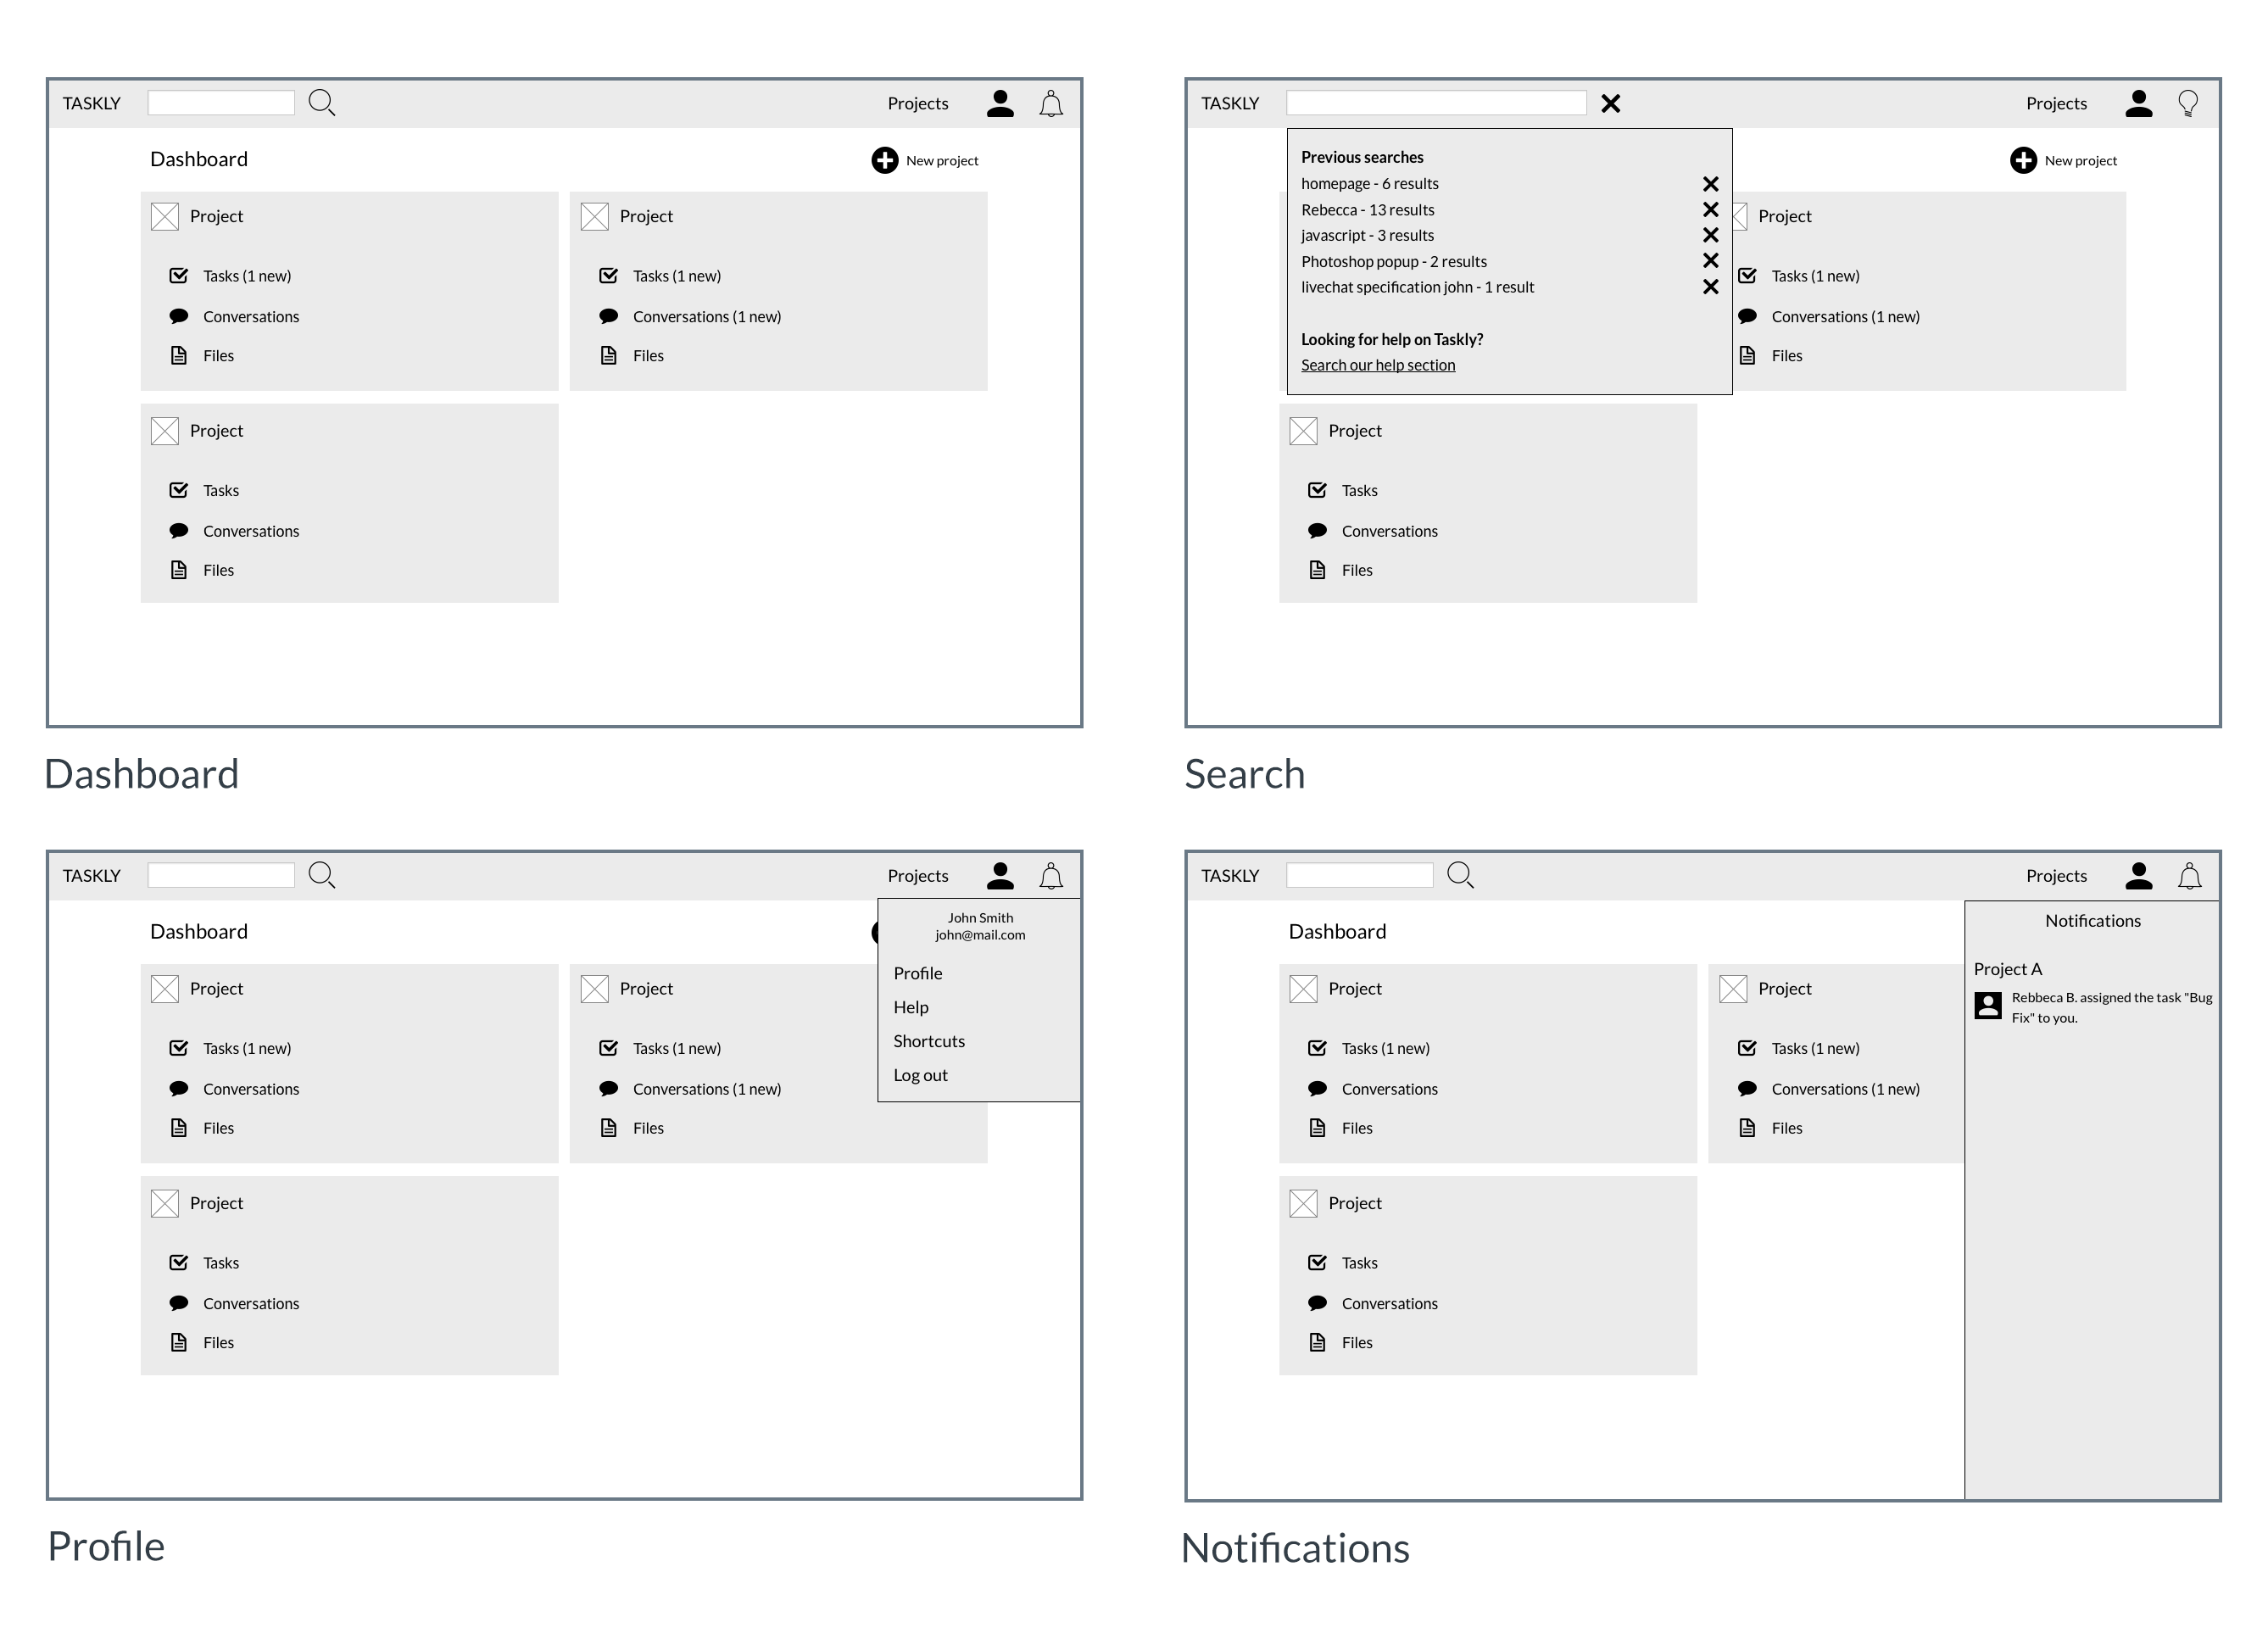 TASKLY
Projects
Dashboard
New project
Project
Tasks (1 new)
Conversations
Files
Project
Tasks (1 new)
Conversations (1 new)
Files
Project
Tasks
Conversations
Files
Dashboard
TASKLY
Projects
Previous searches
homepage - 6 results
Rebecca - 13 results
javascript - 3 results
Photoshop popup - 2 results
livechat specification john - 1 result
Looking for help on Taskly?
Search our help section
New project
Project
Tasks (1 new)
Conversations (1 new)
Files
Project
Tasks
Conversations
Files
Search
TASKLY
Projects
Dashboard
John Smith
john@mail.com
Profile
Help
Shortcuts
Log out
Project
Tasks (1 new)
Conversations
Files
Project
Tasks (1 new)
Conversations (1 new)
Files
Project
Tasks
Conversations
Files
Profile
TASKLY
Projects
Dashboard
Project
Tasks (1 new)
Conversations
Files
Project
Tasks (1 new)
Conversations (1 new)
Files
Project
Tasks
Conversations
Files
Notifications
Project A
Rebbeca B. assigned the task "Bug
Fix" to you.
Notifications